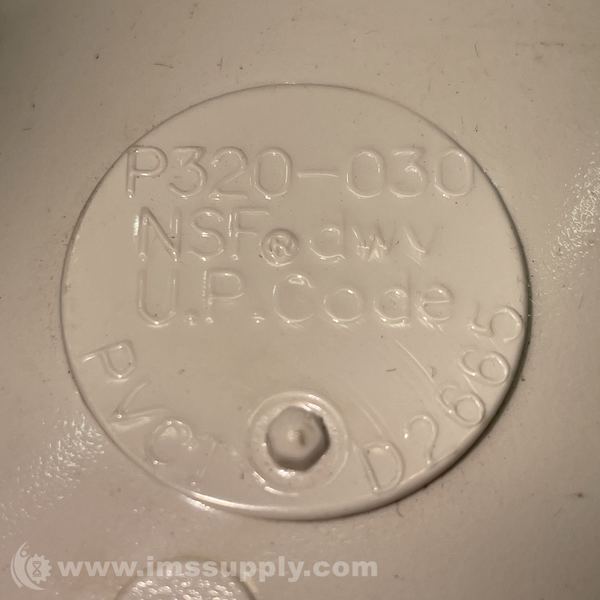 P320-030
NSF® dwv
U.P.Code
PVC1 D2665
www.imssupply.com